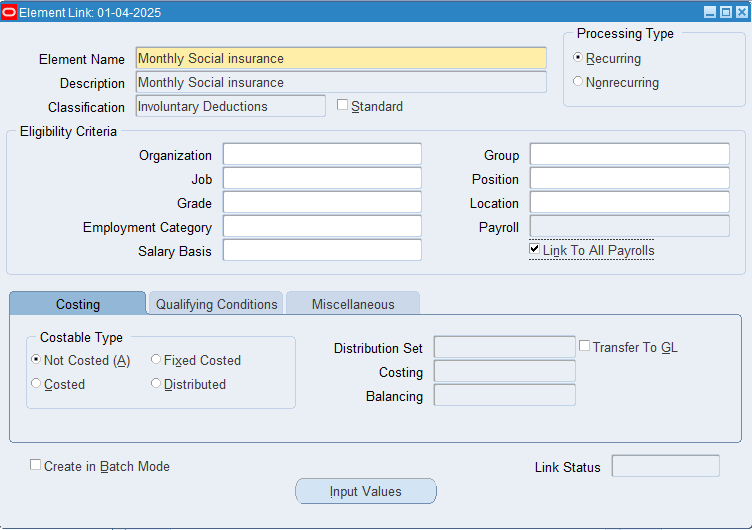 Element Link: 01-04-2025
Processing Type
Element Name Monthly Social insurance
Recurring
Description Monthly Social insurance
Nonrecurring
Classification Involuntary Deductions Standard
Eligibility Criteria
Organization Group
Job Position
Grade Location
Employment Category Payroll
Salary Basis Link To All Payrolls
Costing Qualifying Conditions Miscellaneous
Costable Type
Distribution Set Transfer To GL
Not Costed (A) Fixed Costed
Costing
Costed Distributed
Balancing
Create in Batch Mode Link Status
Input Values